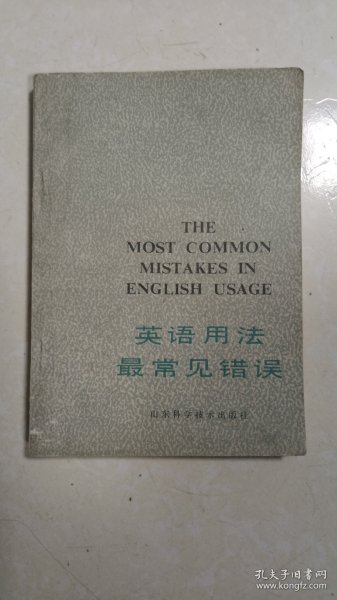 THE
MOST COMMON
MISTAKES IN
ENGLISH USAGE
英语用法
最常见错误
山东科学技术出版社
孔夫子旧书网
www.kongfz.com